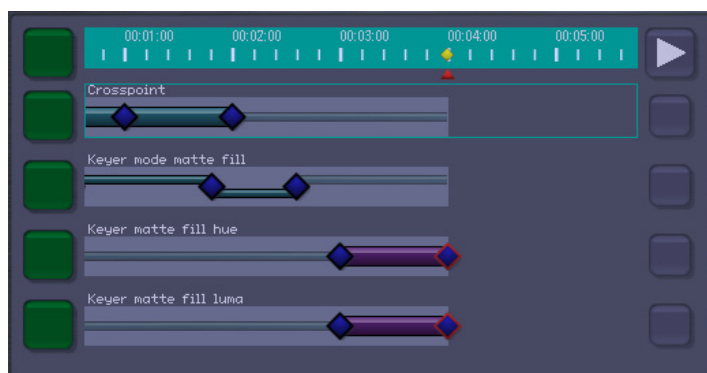 00:01:00 00:02:00 00:03:00 00:04:00 00:05:00
Crosspoint
Keyer mode matte fill
Keyer matte fill hue
Keyer matte fill luma